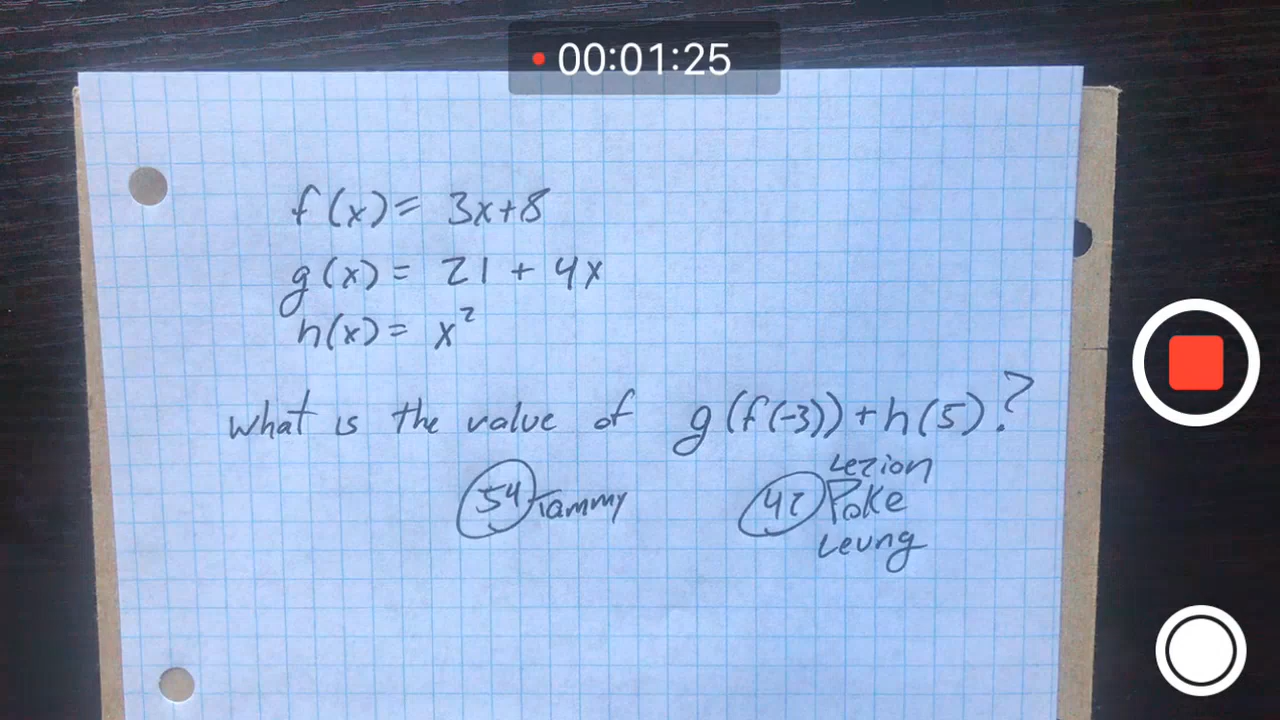 00:01:25
f(x) = 3x+8
g(x) = 21 + 4x
h(x) = x²
what is the value of g(f(-3))+h(5)?
54 Tammy
Lezion
42 Poke
Leung